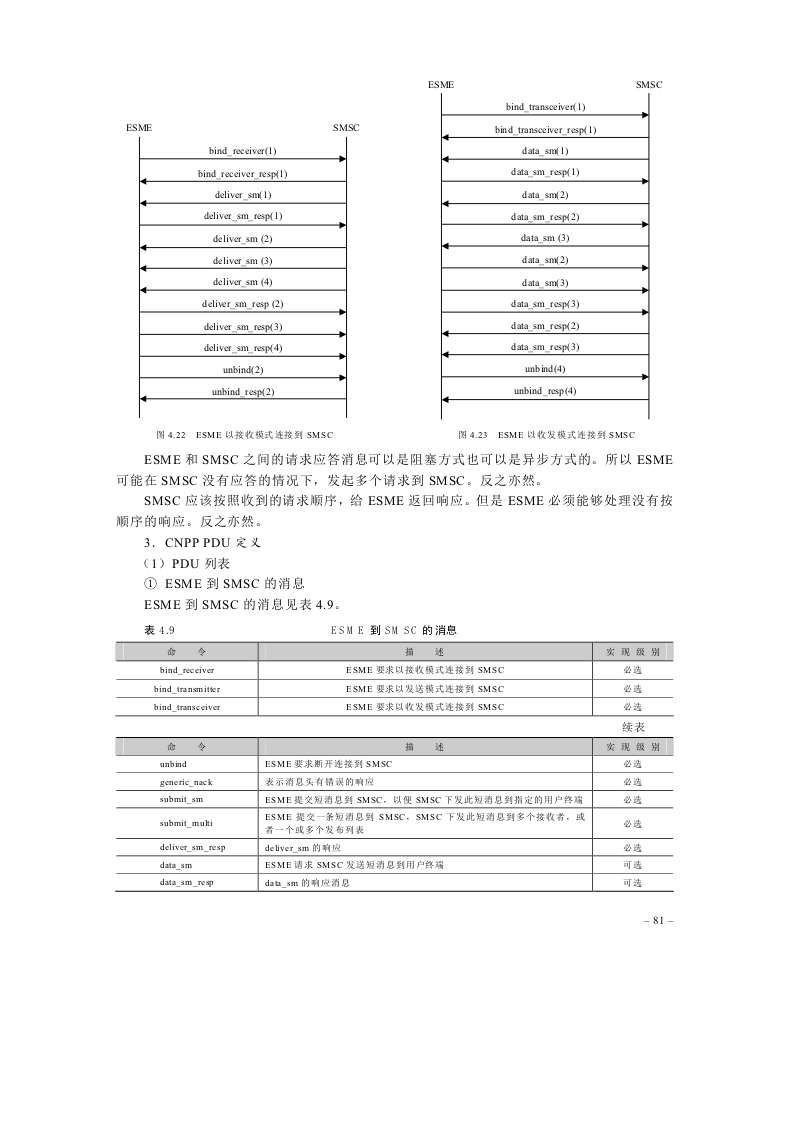 ESME SMSC
bind_receiver(1)
bind_receiver_resp(1)
deliver_sm(1)
deliver_sm_resp(1)
deliver_sm (2)
deliver_sm (3)
deliver_sm (4)
deliver_sm_resp (2)
deliver_sm_resp(3)
deliver_sm_resp(4)
unbind(2)
unbind_resp(2)
图 4.22 ESME 以接收模式连接到 SMSC
ESME SMSC
bind_transceiver(1)
bind_transceiver_resp(1)
data_sm(1)
data_sm_resp(1)
data_sm(2)
data_sm_resp(2)
data_sm (3)
data_sm(2)
data_sm(3)
data_sm_resp(3)
data_sm_resp(2)
data_sm_resp(3)
unbind(4)
unbind_resp(4)
图 4.23 ESME 以收发模式连接到 SMSC
ESME 和 SMSC 之间的请求应答消息可以是阻塞方式也可以是异步方式的。所以 ESME
可能在 SMSC 没有应答的情况下，发起多个请求到 SMSC。反之亦然。
SMSC 应该按照收到的请求顺序，给 ESME 返回响应。但是 ESME 必须能够处理没有按
顺序的响应。反之亦然。
3．CNPP PDU 定义
（1）PDU 列表
① ESME 到 SMSC 的消息
ESME 到 SMSC 的消息见表 4.9。
表 4.9 ESME 到 SMSC 的消息
命 令 描 述 实 现 级 别
bind_receiver ESME 要求以接收模式连接到 SMSC 必选
bind_transmitter ESME 要求以发送模式连接到 SMSC 必选
bind_transceiver ESME 要求以收发模式连接到 SMSC 必选
续表
命 令 描 述 实 现 级 别
unbind ESME 要求断开连接到 SMSC 必选
generic_nack 表示消息头有错误的响应 必选
submit_sm ESME 提交短消息到 SMSC，以便 SMSC 下发此短消息到指定的用户终端 必选
submit_multi ESME 提交一条短消息到 SMSC，SMSC 下发此短消息到多个接收者，或 必选
者一个或多个发布列表
deliver_sm_resp deliver_sm 的响应 必选
data_sm ESME 请求 SMSC 发送短消息到用户终端 可选
data_sm_resp data_sm 的响应消息 可选
– 81 –